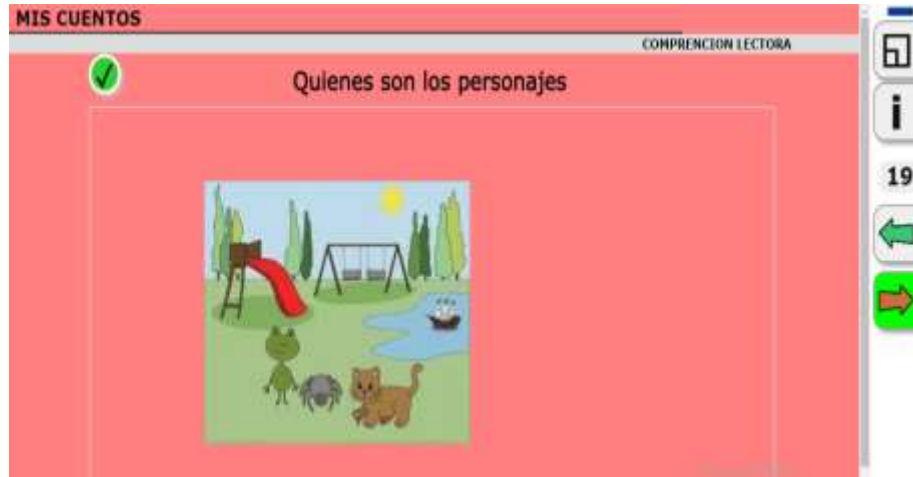 MIS CUENTOS
COMPRENCION LECTORA
Quienes son los personajes
i
19